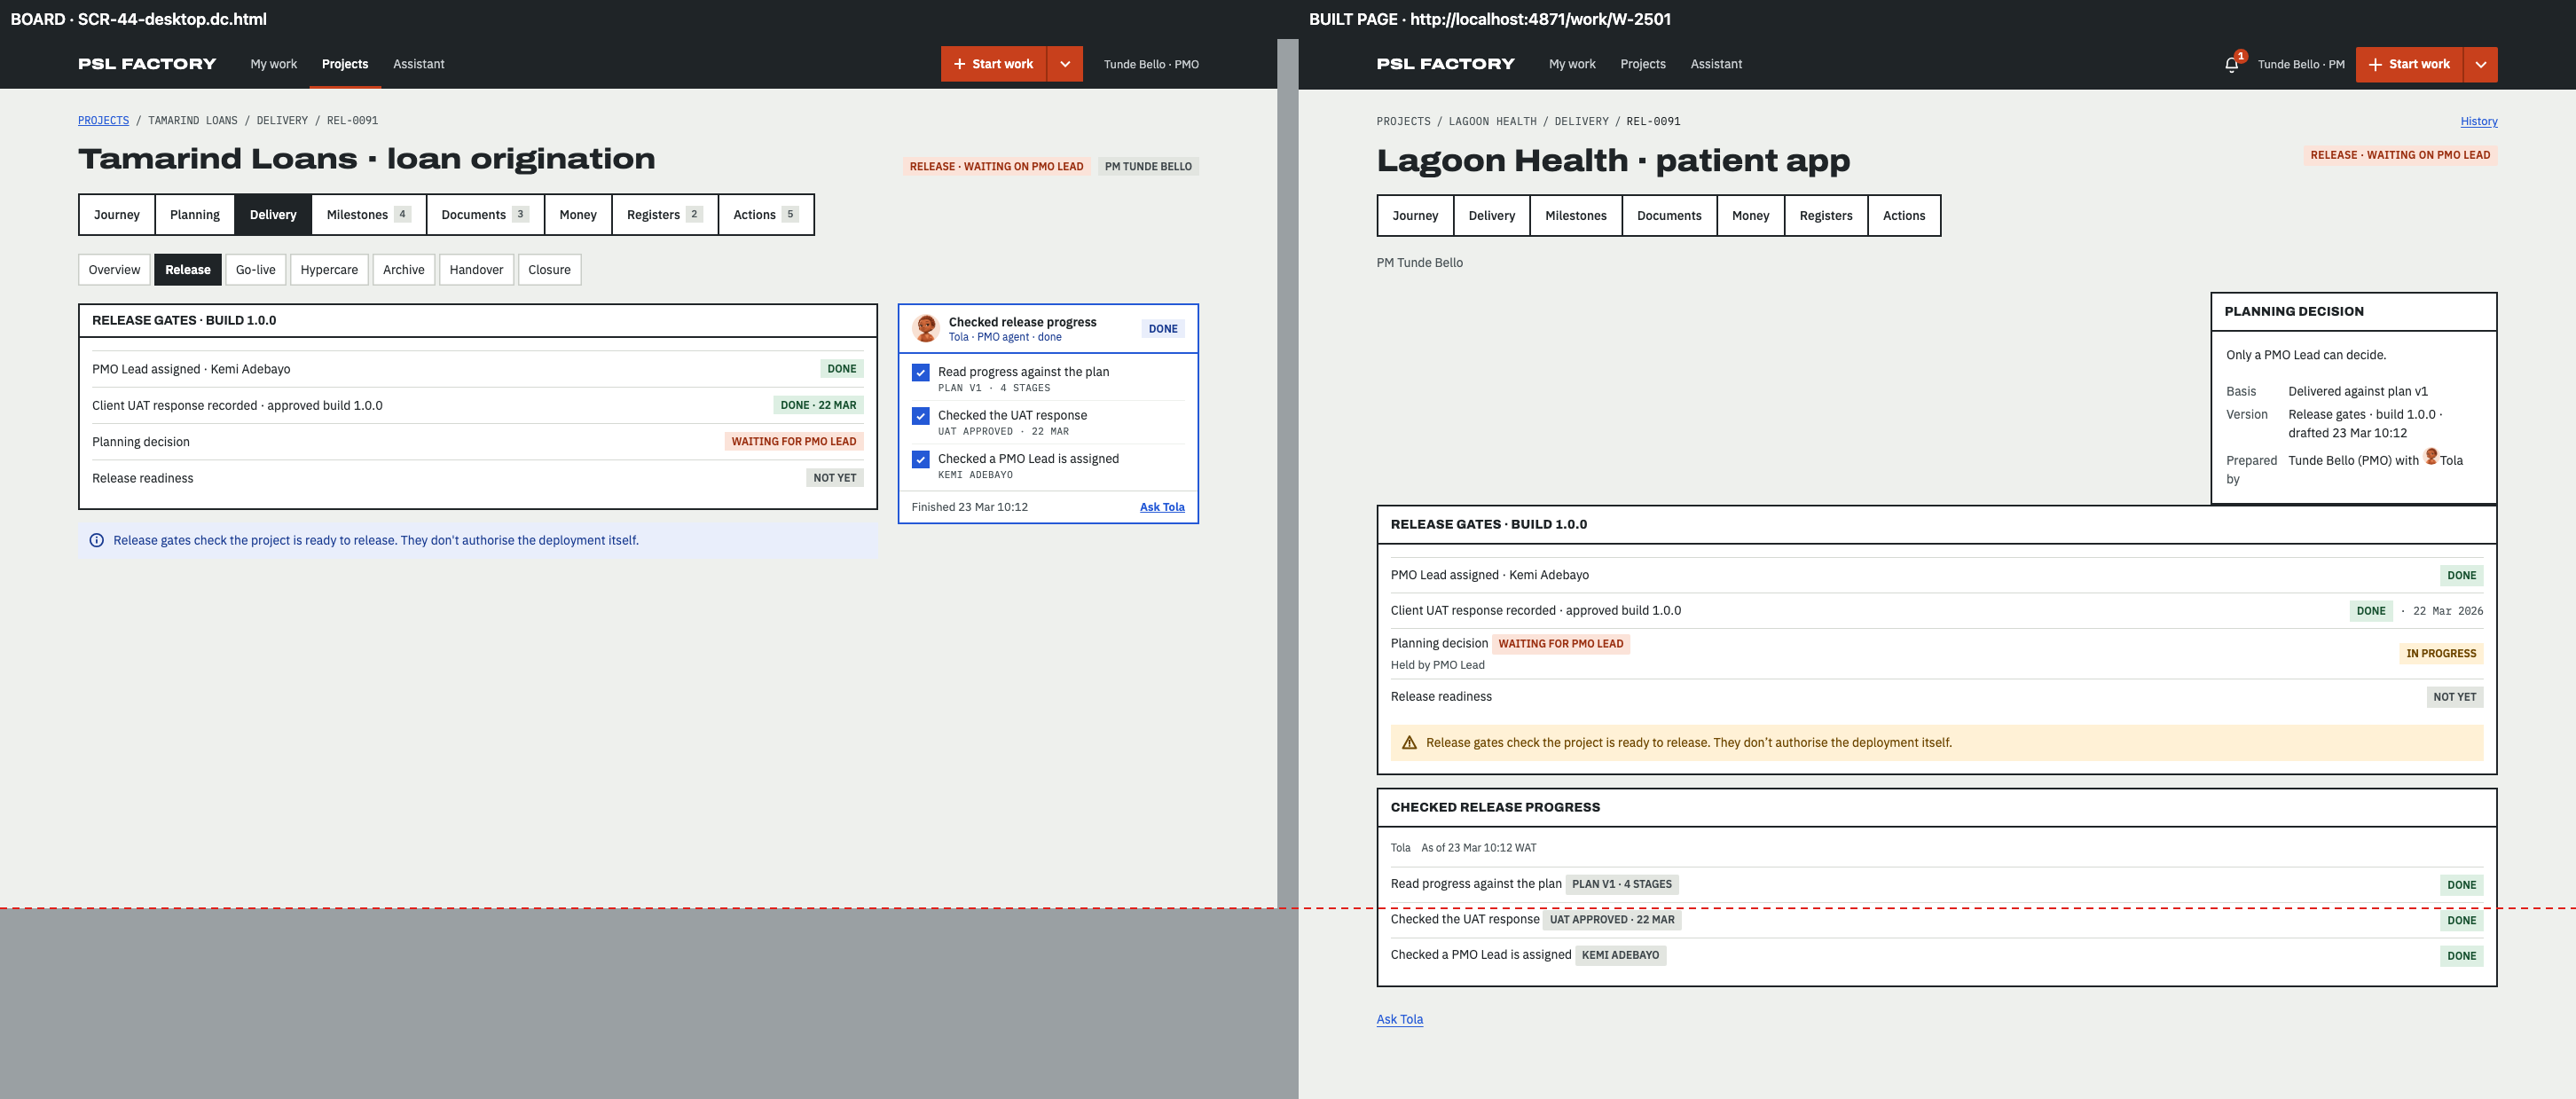 BOARD · SCR-44-desktop.dc.html
PSL FACTORY
My work
Projects
Assistant
Start work
Tunde Bello · PMO
PROJECTS / TAMARIND LOANS / DELIVERY / REL-0091
Tamarind Loans · loan origination
RELEASE · WAITING ON PMO LEAD
PM TUNDE BELLO
Journey
Planning
Delivery
Milestones 4
Documents 3
Money
Registers 2
Actions 5
Overview
Release
Go-live
Hypercare
Archive
Handover
Closure
RELEASE GATES · BUILD 1.0.0
PMO Lead assigned · Kemi Adebayo
DONE
Client UAT response recorded · approved build 1.0.0
DONE · 22 MAR
Planning decision
WAITING FOR PMO LEAD
Release readiness
NOT YET
Release gates check the project is ready to release. They don't authorise the deployment itself.
Checked release progress
Tola · PMO agent · done
DONE
Read progress against the plan
PLAN V1 · 4 STAGES
Checked the UAT response
UAT APPROVED · 22 MAR
Checked a PMO Lead is assigned
KEMI ADEBAYO
Finished 23 Mar 10:12
Ask Tola
BUILT PAGE · http://localhost:4871/work/W-2501
PSL FACTORY
My work
Projects
Assistant
1
Tunde Bello · PM
Start work
PROJECTS / LAGOON HEALTH / DELIVERY / REL-0091
History
Lagoon Health · patient app
RELEASE · WAITING ON PMO LEAD
Journey
Delivery
Milestones
Documents
Money
Registers
Actions
PM Tunde Bello
PLANNING DECISION
Only a PMO Lead can decide.
Basis Delivered against plan v1
Version Release gates · build 1.0.0 ·
drafted 23 Mar 10:12
Prepared Tunde Bello (PMO) with Tola
by
RELEASE GATES · BUILD 1.0.0
PMO Lead assigned · Kemi Adebayo
DONE
Client UAT response recorded · approved build 1.0.0
DONE · 22 Mar 2026
Planning decision WAITING FOR PMO LEAD
Held by PMO Lead
IN PROGRESS
Release readiness
NOT YET
Release gates check the project is ready to release. They don’t authorise the deployment itself.
CHECKED RELEASE PROGRESS
Tola As of 23 Mar 10:12 WAT
Read progress against the plan PLAN V1 · 4 STAGES
DONE
Checked the UAT response UAT APPROVED · 22 MAR
DONE
Checked a PMO Lead is assigned KEMI ADEBAYO
DONE
Ask Tola